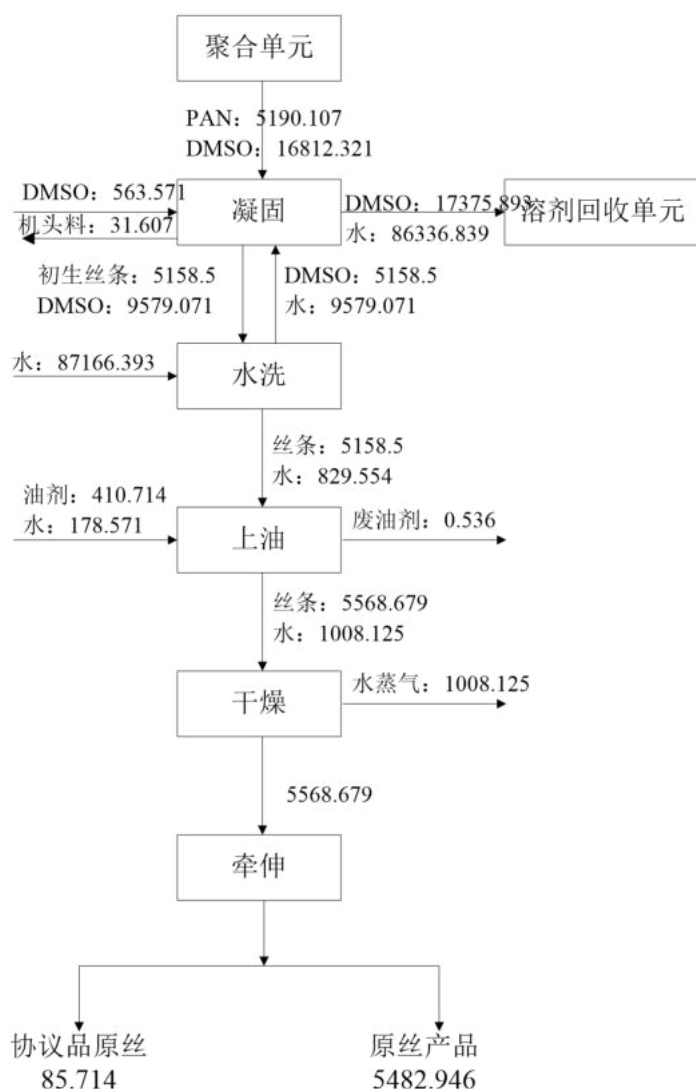 聚合单元
PAN：5190.107
DMSO：16812.321
DMSO：563.571
机头料：31.607
凝固
DMSO：17375.893
水：86336.839
溶剂回收单元
初生丝条：5158.5
DMSO：9579.071
DMSO：5158.5
水：9579.071
水：87166.393
水洗
丝条：5158.5
水：829.554
油剂：410.714
水：178.571
上油
废油剂：0.536
丝条：5568.679
水：1008.125
干燥
水蒸气：1008.125
5568.679
牵伸
协议品原丝
85.714
原丝产品
5482.946